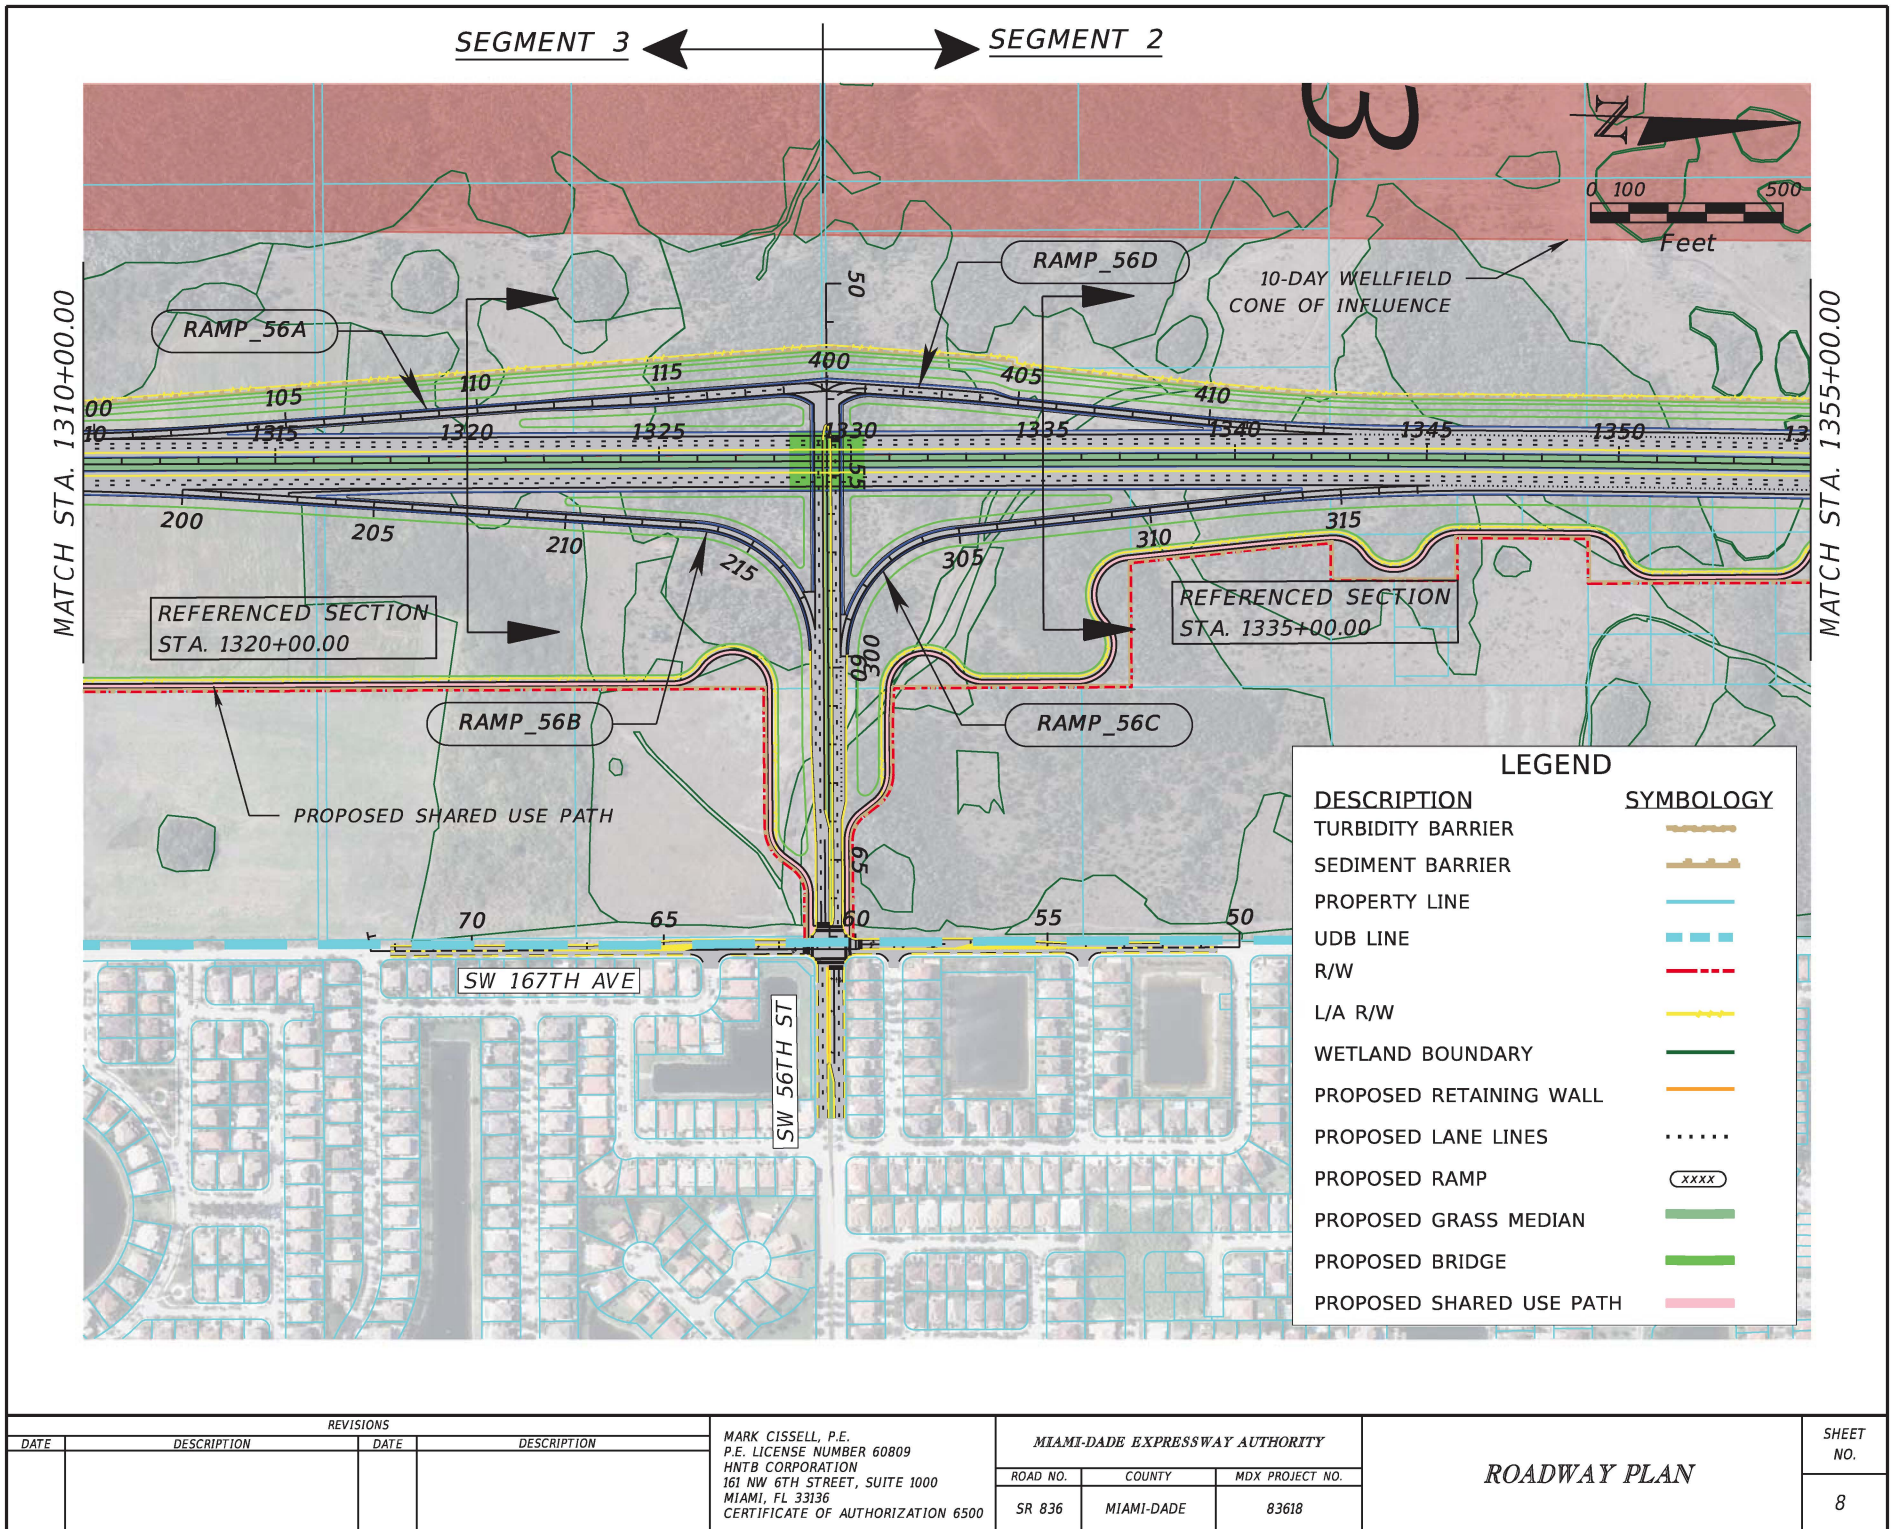 SEGMENT 3
SEGMENT 2
3
N
0 100 500
Feet
10-DAY WELLFIELD
CONE OF INFLUENCE
RAMP_56D
RAMP_56A
50
MATCH STA. 1310+00.00
MATCH STA. 1355+00.00
00
105
110
115
400
405
410
10
1315
1320
1325
1330
1335
1340
1345
1350
13
55
200
205
210
215
305
310
315
300
60
REFERENCED SECTION
STA. 1320+00.00
REFERENCED SECTION
STA. 1335+00.00
RAMP_56B
RAMP_56C
PROPOSED SHARED USE PATH
65
70
65
60
55
50
SW 167TH AVE
SW 56TH ST
LEGEND
DESCRIPTION SYMBOLOGY
TURBIDITY BARRIER
SEDIMENT BARRIER
PROPERTY LINE
UDB LINE
R/W
L/A R/W
WETLAND BOUNDARY
PROPOSED RETAINING WALL
PROPOSED LANE LINES
PROPOSED RAMP XXXX
PROPOSED GRASS MEDIAN
PROPOSED BRIDGE
PROPOSED SHARED USE PATH
REVISIONS
DATE DESCRIPTION DATE DESCRIPTION
MARK CISSELL, P.E.
P.E. LICENSE NUMBER 60809
HNTB CORPORATION
161 NW 6TH STREET, SUITE 1000
MIAMI, FL 33136
CERTIFICATE OF AUTHORIZATION 6500
MIAMI-DADE EXPRESSWAY AUTHORITY
ROAD NO. COUNTY MDX PROJECT NO.
SR 836 MIAMI-DADE 83618
ROADWAY PLAN
SHEET
NO.
8